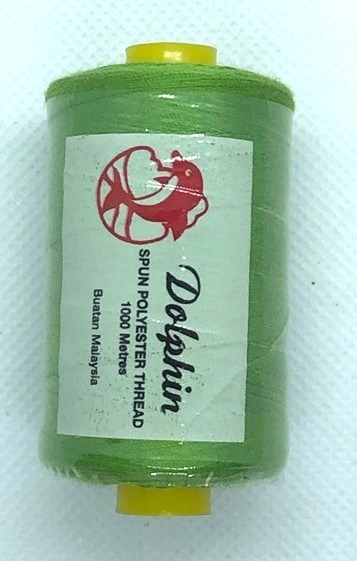 Dolphin
SPUN POLYESTER THREAD
1000 Metres
Buatan Malaysia